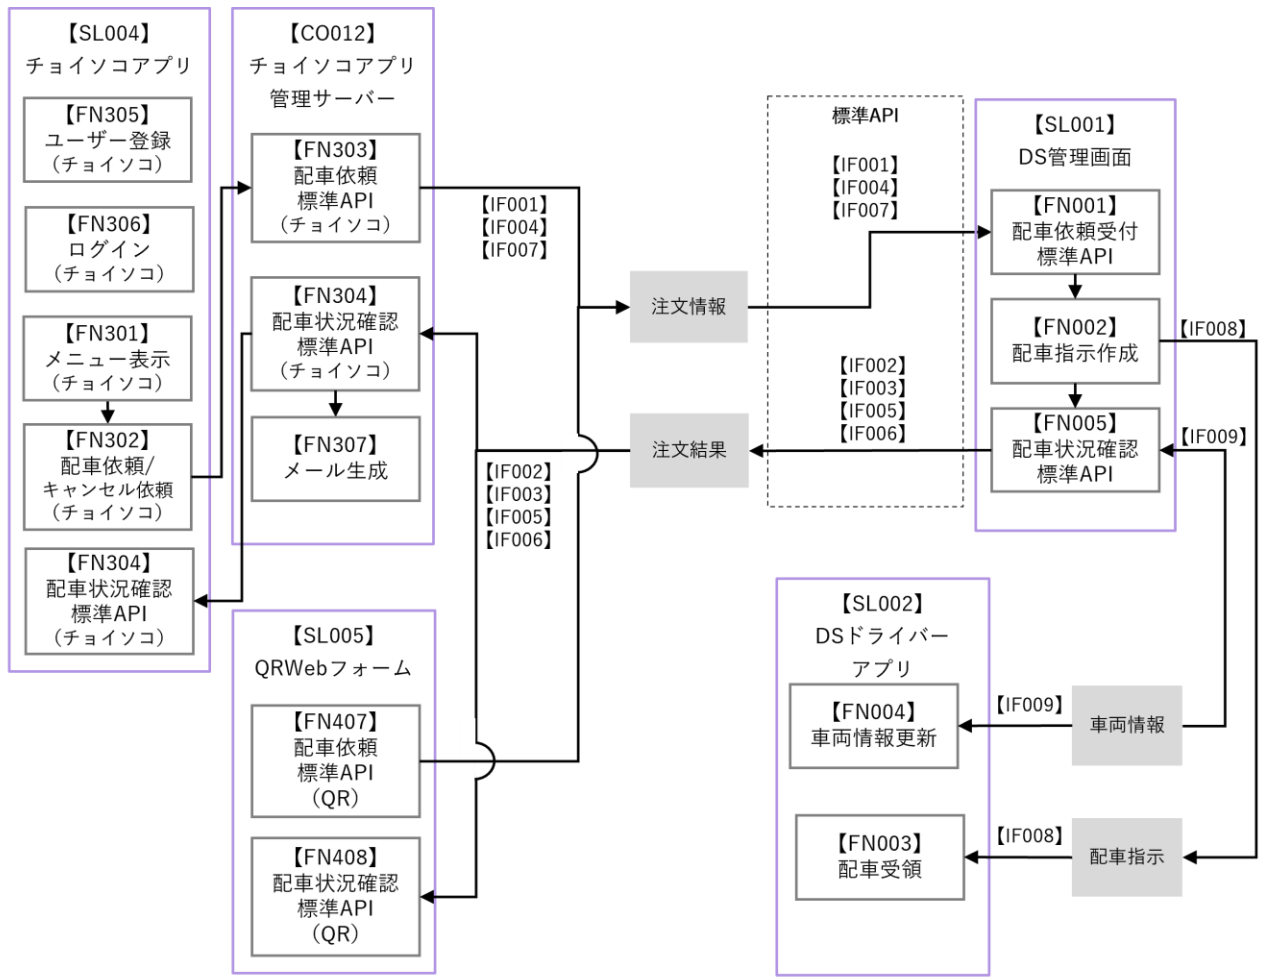 【SL004】
チョイソコアプリ
【FN305】
ユーザー登録
（チョイソコ）
【FN306】
ログイン
（チョイソコ）
【FN301】
メニュー表示
（チョイソコ）
【FN302】
配車依頼/
キャンセル依頼
（チョイソコ）
【FN304】
配車状況確認
標準API
（チョイソコ）
【CO012】
チョイソコアプリ
管理サーバー
【FN303】
配車依頼
標準API
（チョイソコ）
【FN304】
配車状況確認
標準API
（チョイソコ）
【FN307】
メール生成
【SL005】
QRWebフォーム
【FN407】
配車依頼
標準API
（QR）
【FN408】
配車状況確認
標準API
（QR）
【IF001】
【IF004】
【IF007】
【IF002】
【IF003】
【IF005】
【IF006】
注文情報
注文結果
標準API
【IF001】
【IF004】
【IF007】
【IF002】
【IF003】
【IF005】
【IF006】
【SL001】
DS管理画面
【FN001】
配車依頼受付
標準API
【FN002】
配車指示作成
【FN005】
配車状況確認
標準API
【IF008】
【IF009】
【SL002】
DSドライバー
アプリ
【FN004】
車両情報更新
【FN003】
配車受領
【IF009】
車両情報
【IF008】
配車指示